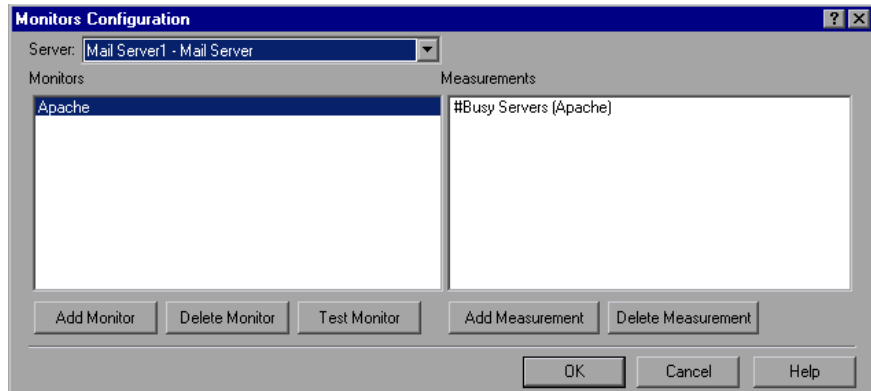 Monitors Configuration
Server: Mail Server1 - Mail Server
Monitors Measurements
Apache #Busy Servers (Apache)
Add Monitor Delete Monitor Test Monitor Add Measurement Delete Measurement
OK Cancel Help